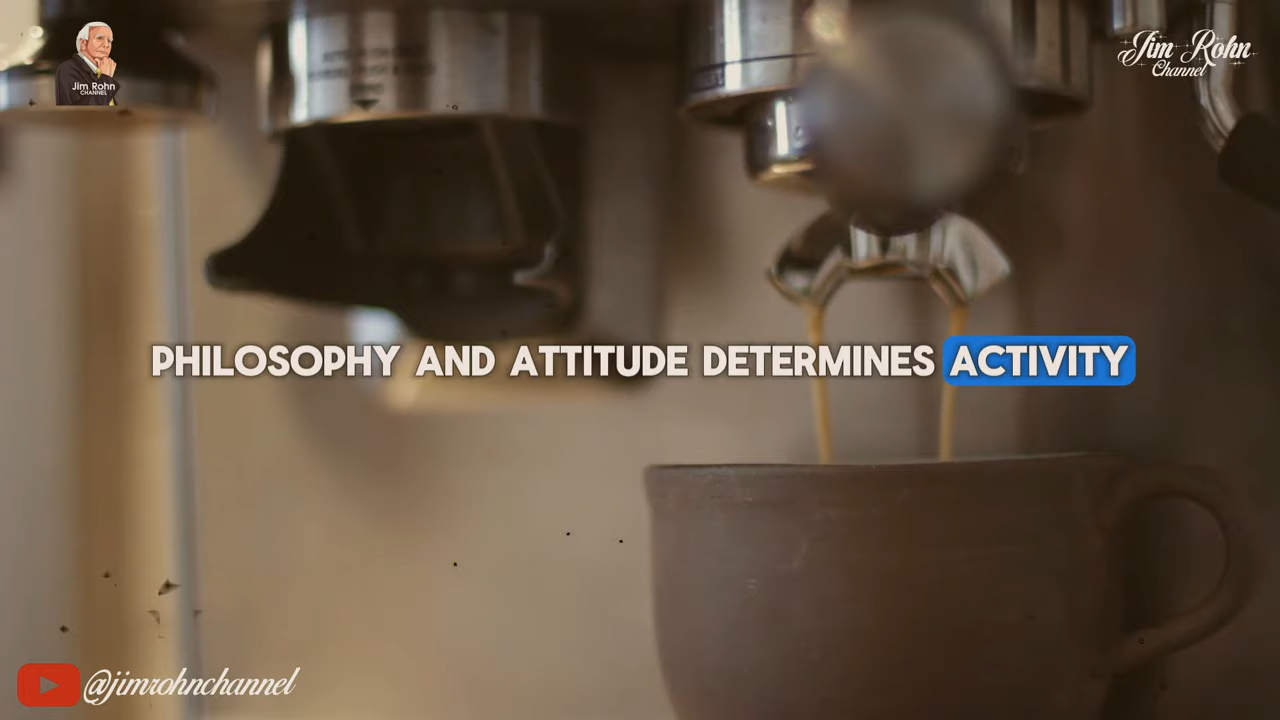 Jim Rohn
CHANNEL
Jim Rohn
Channel
PHILOSOPHY AND ATTITUDE DETERMINES ACTIVITY
@jimrohnchannel